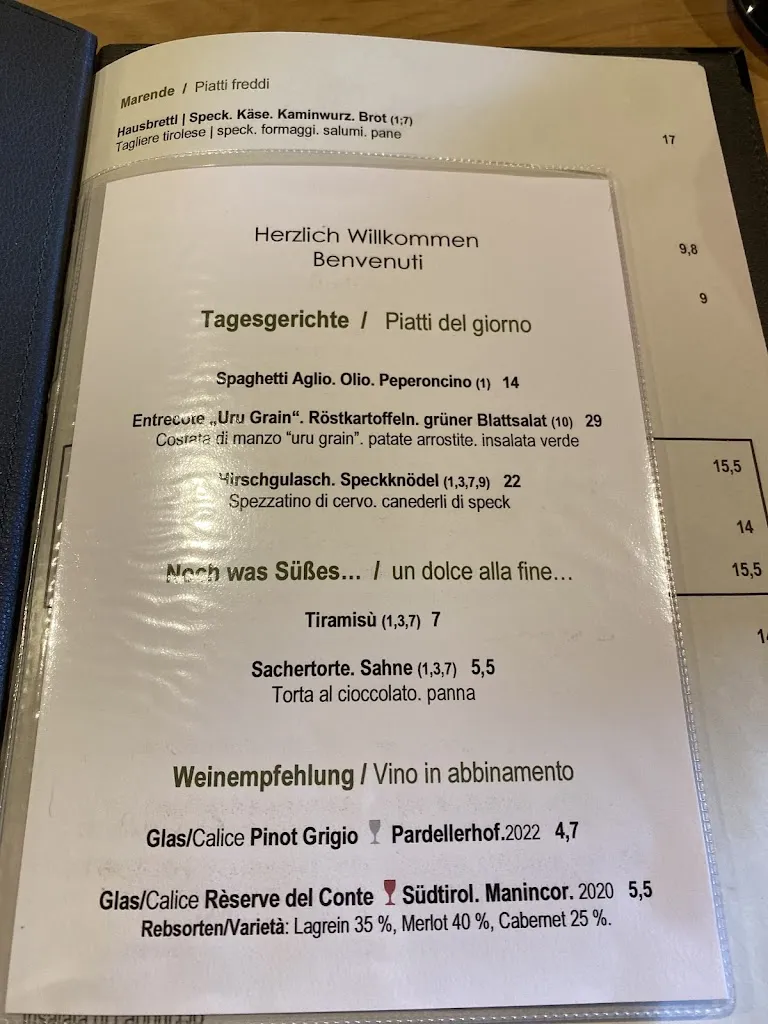 Marende / Piatti freddi
Hausbrettl | Speck. Käse. Kaminwurz. Brot (1;7)
Tagliere tirolese | speck. formaggi. salumi. pane
17
Herzlich Willkommen
Benvenuti
9,8
9
Tagesgerichte / Piatti del giorno
Spaghetti Aglio. Olio. Peperoncino (1) 14
Entrecote „Uru Grain“. Röstkartoffeln. grüner Blattsalat (10) 29
Costata di manzo “uru grain”. patate arrostite. insalata verde
15,5
Hirschgulasch. Speckknödel (1,3,7,9) 22
Spezzatino di cervo. canederli di speck
14
Noch was Süßes... / un dolce alla fine...
15,5
Tiramisù (1,3,7) 7
Sachertorte. Sahne (1,3,7) 5,5
Torta al cioccolato. panna
Weinempfehlung / Vino in abbinamento
Glas/Calice Pinot Grigio Pardellerhof.2022 4,7
Glas/Calice Rèserve del Conte Südtirol. Manincor. 2020 5,5
Rebsorten/Varietà: Lagrein 35 %, Merlot 40 %, Cabernet 25 %.